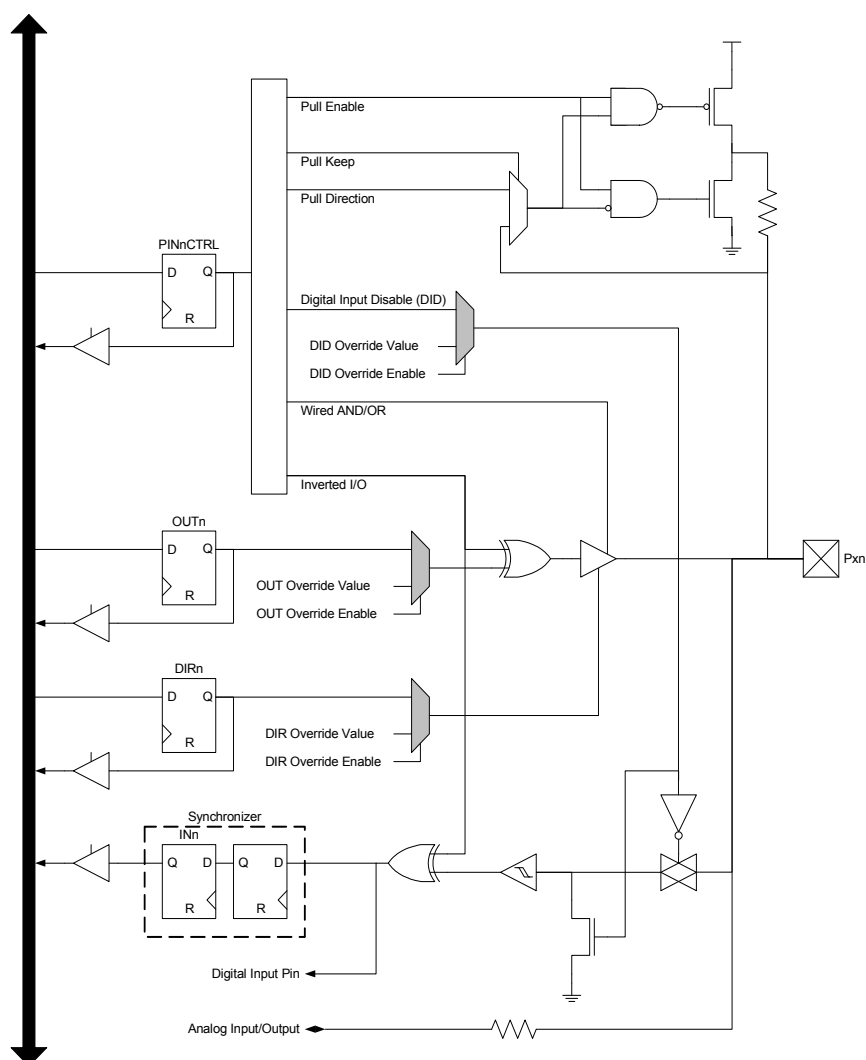 Pull Enable
Pull Keep
Pull Direction
PINnCTRL
D Q
R
Digital Input Disable (DID)
DID Override Value
DID Override Enable
Wired AND/OR
Inverted I/O
OUTn
D Q
R
OUT Override Value
OUT Override Enable
Pxn
DIRn
D Q
R
DIR Override Value
DIR Override Enable
Synchronizer
INn
Q D Q D
R R
Digital Input Pin
Analog Input/Output